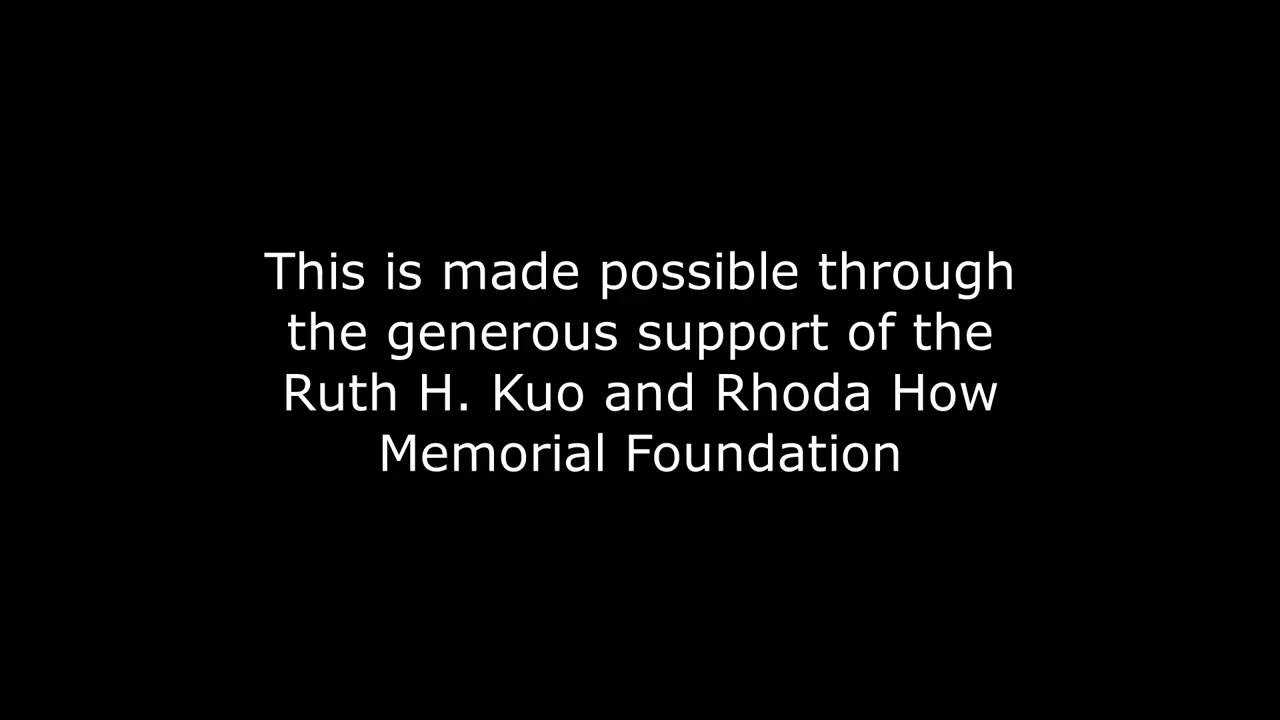 This is made possible through
the generous support of the
Ruth H. Kuo and Rhoda How
Memorial Foundation